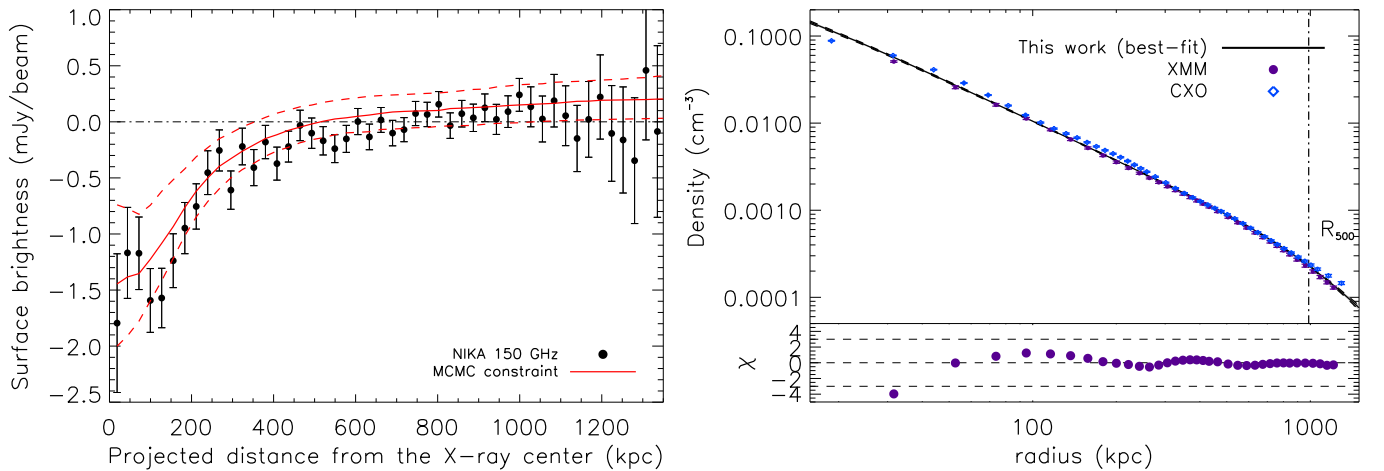 Surface brightness (mJy/beam)
1.0
0.5
0.0
−0.5
−1.0
−1.5
−2.0
−2.5
NIKA 150 GHz
MCMC constraint
0 200 400 600 800 1000 1200
Projected distance from the X−ray center (kpc)
Density (cm⁻³)
0.1000
0.0100
0.0010
0.0001
This work (best−fit)
XMM
CXO
R₅₀₀
χ
4
2
0
−2
−4
100 1000
radius (kpc)